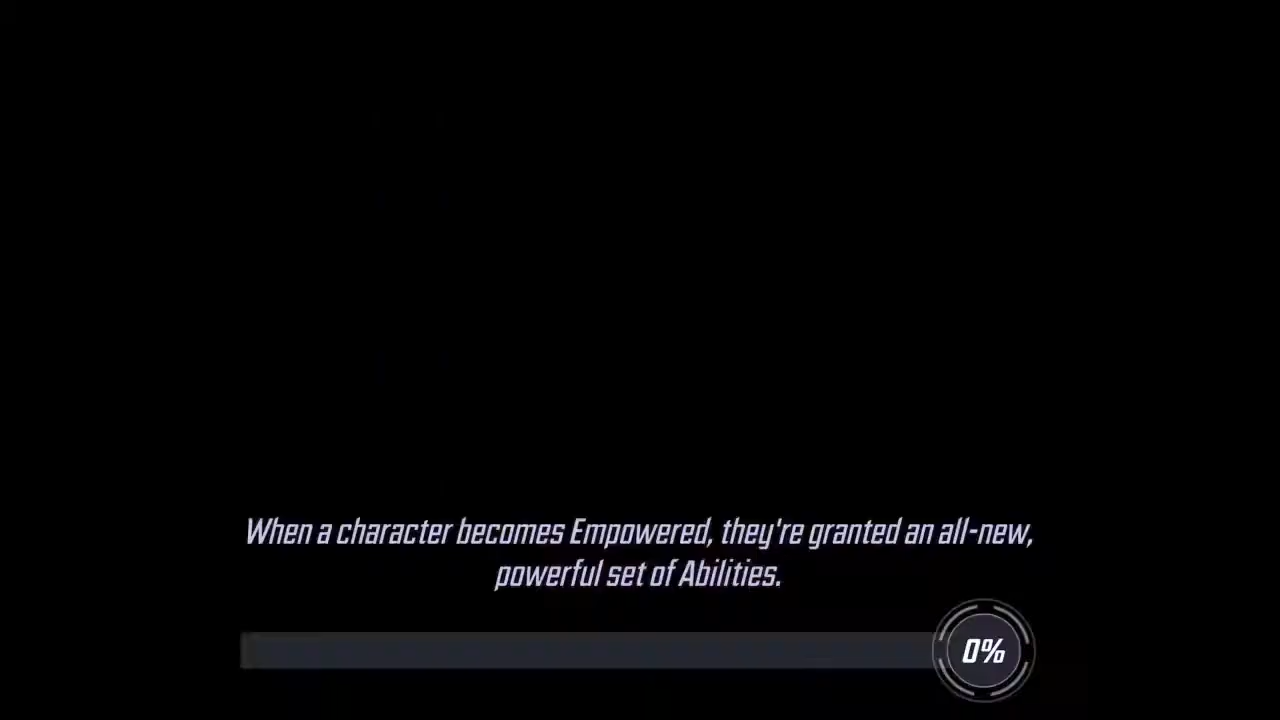 When a character becomes Empowered, they're granted an all-new,
powerful set of Abilities.
0%